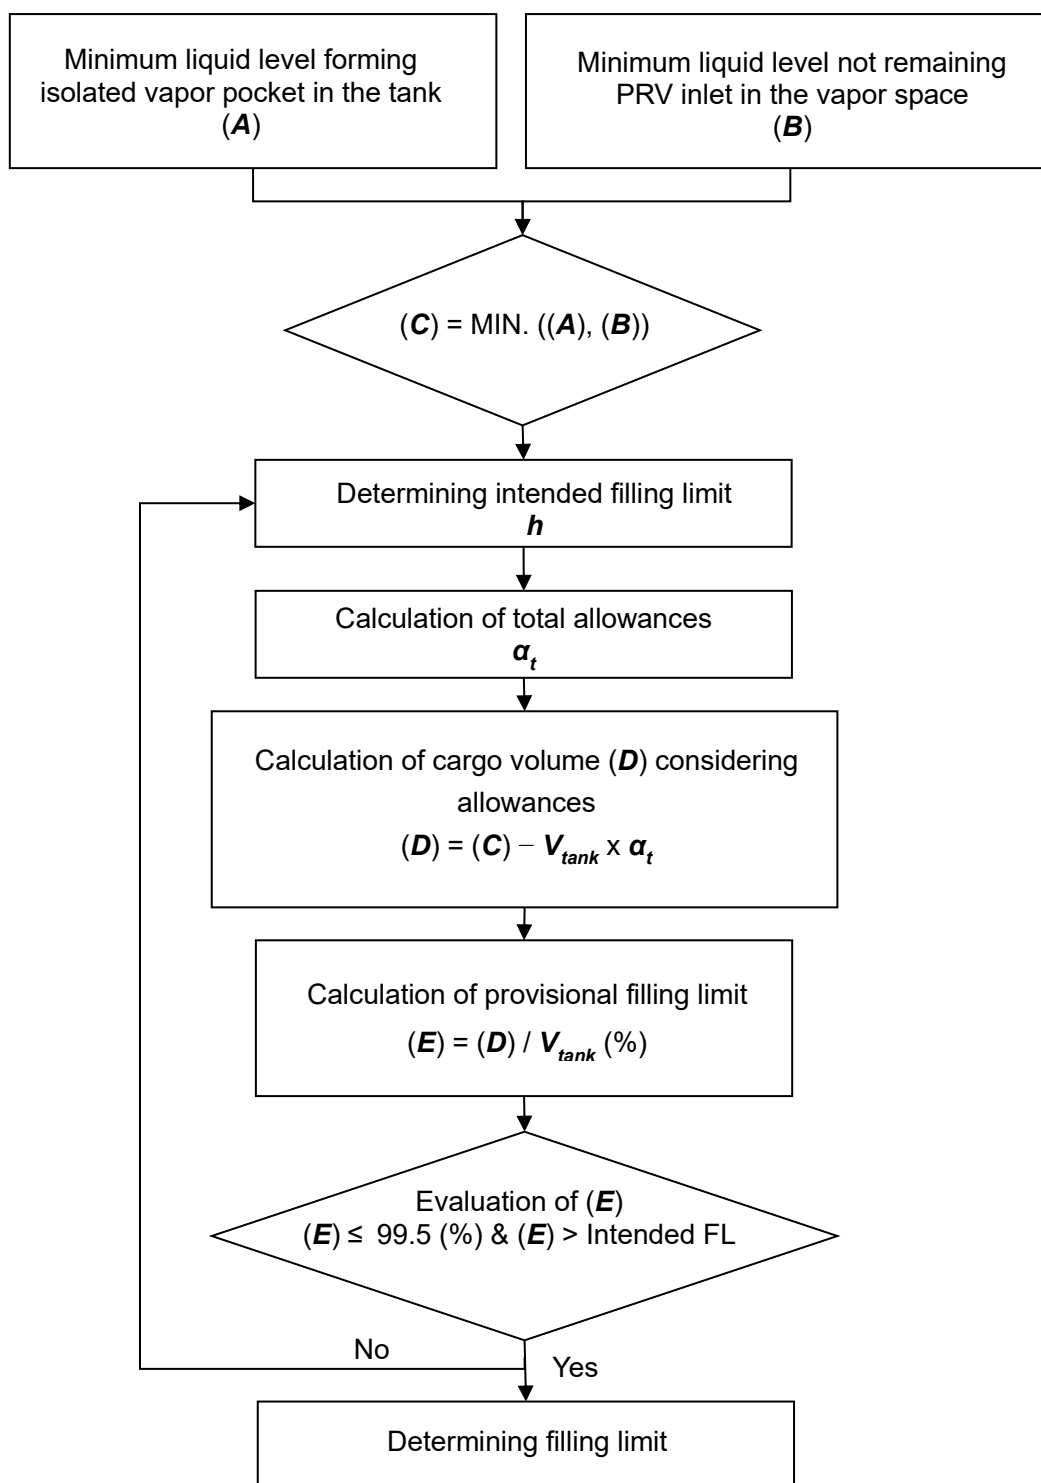 Minimum liquid level forming
isolated vapor pocket in the tank
(A)
Minimum liquid level not remaining
PRV inlet in the vapor space
(B)
(C) = MIN. ((A), (B))
Determining intended filling limit
h
Calculation of total allowances
αt
Calculation of cargo volume (D) considering
allowances
(D) = (C) − Vtank x αt
Calculation of provisional filling limit
(E) = (D) / Vtank (%)
Evaluation of (E)
(E) ≤ 99.5 (%) & (E) > Intended FL
No
Yes
Determining filling limit